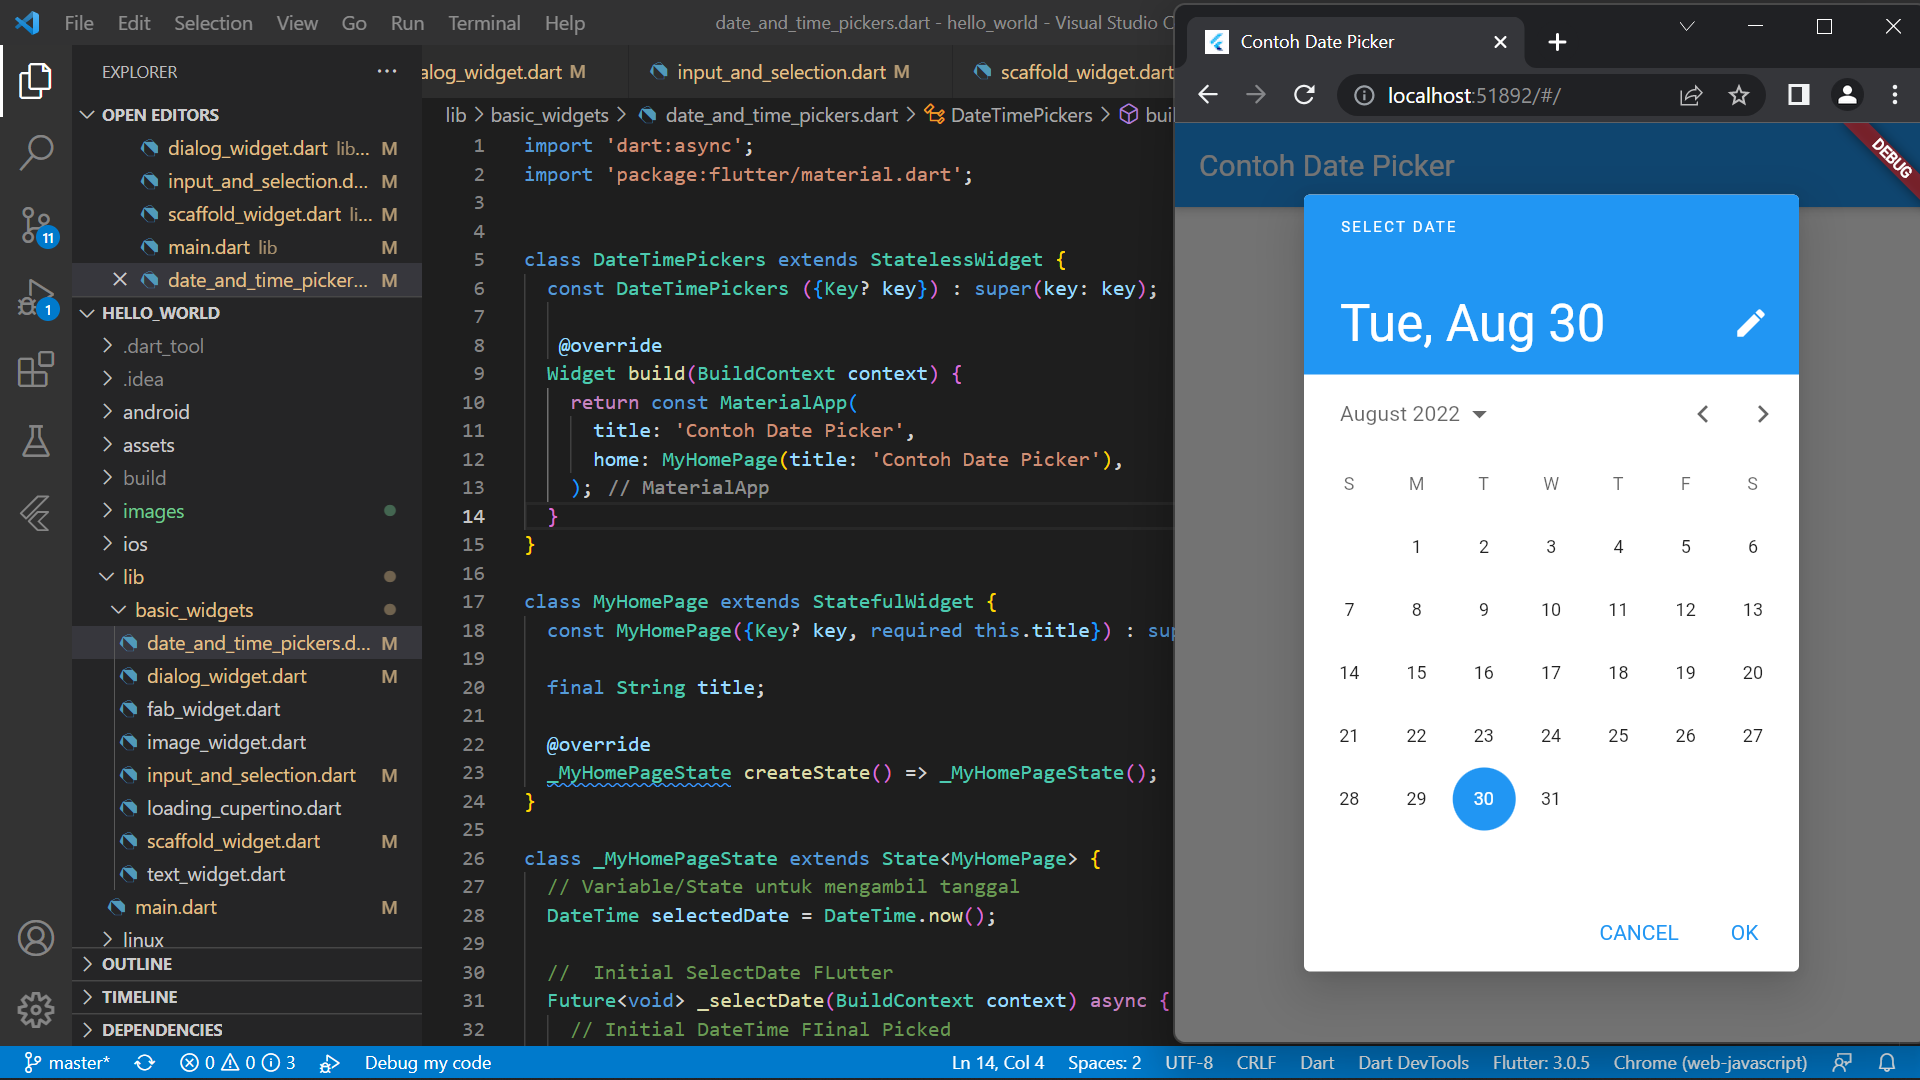 File Edit Selection View Go Run Terminal Help
date_and_time_pickers.dart - hello_world - Visual Studio C
EXPLORER
OPEN EDITORS
dialog_widget.dart lib... M
input_and_selection.d... M
scaffold_widget.dart li... M
main.dart lib M
date_and_time_picker... M
HELLO_WORLD
.dart_tool
.idea
android
assets
build
images
ios
lib
basic_widgets
date_and_time_pickers.d... M
dialog_widget.dart M
fab_widget.dart
image_widget.dart
input_and_selection.dart M
loading_cupertino.dart
scaffold_widget.dart M
text_widget.dart
main.dart M
linux
OUTLINE
TIMELINE
DEPENDENCIES
11
1
alog_widget.dart M input_and_selection.dart M scaffold_widget.dart
lib > basic_widgets > date_and_time_pickers.dart > DateTimePickers > bui
1 import 'dart:async';
2 import 'package:flutter/material.dart';
3
4
5 class DateTimePickers extends StatelessWidget {
6 const DateTimePickers ({Key? key}) : super(key: key);
7
8 @override
9 Widget build(BuildContext context) {
10 return const MaterialApp(
11 title: 'Contoh Date Picker',
12 home: MyHomePage(title: 'Contoh Date Picker'),
13 ); // MaterialApp
14 }
15 }
16
17 class MyHomePage extends StatefulWidget {
18 const MyHomePage({Key? key, required this.title}) : sup
19
20 final String title;
21
22 @override
23 _MyHomePageState createState() => _MyHomePageState();
24 }
25
26 class _MyHomePageState extends State<MyHomePage> {
27 // Variable/State untuk mengambil tanggal
28 DateTime selectedDate = DateTime.now();
29
30 //  Initial SelectDate FLutter
31 Future<void> _selectDate(BuildContext context) async {
32 // Initial DateTime FIinal Picked
Contoh Date Picker
localhost:51892/#/
Contoh Date Picker
DEBUG
SELECT DATE
Tue, Aug 30
August 2022
S M T W T F S
1 2 3 4 5 6
7 8 9 10 11 12 13
14 15 16 17 18 19 20
21 22 23 24 25 26 27
28 29 30 31
CANCEL OK
master* 0 0 3 Debug my code Ln 14, Col 4 Spaces: 2 UTF-8 CRLF Dart Dart DevTools Flutter: 3.0.5 Chrome (web-javascript)